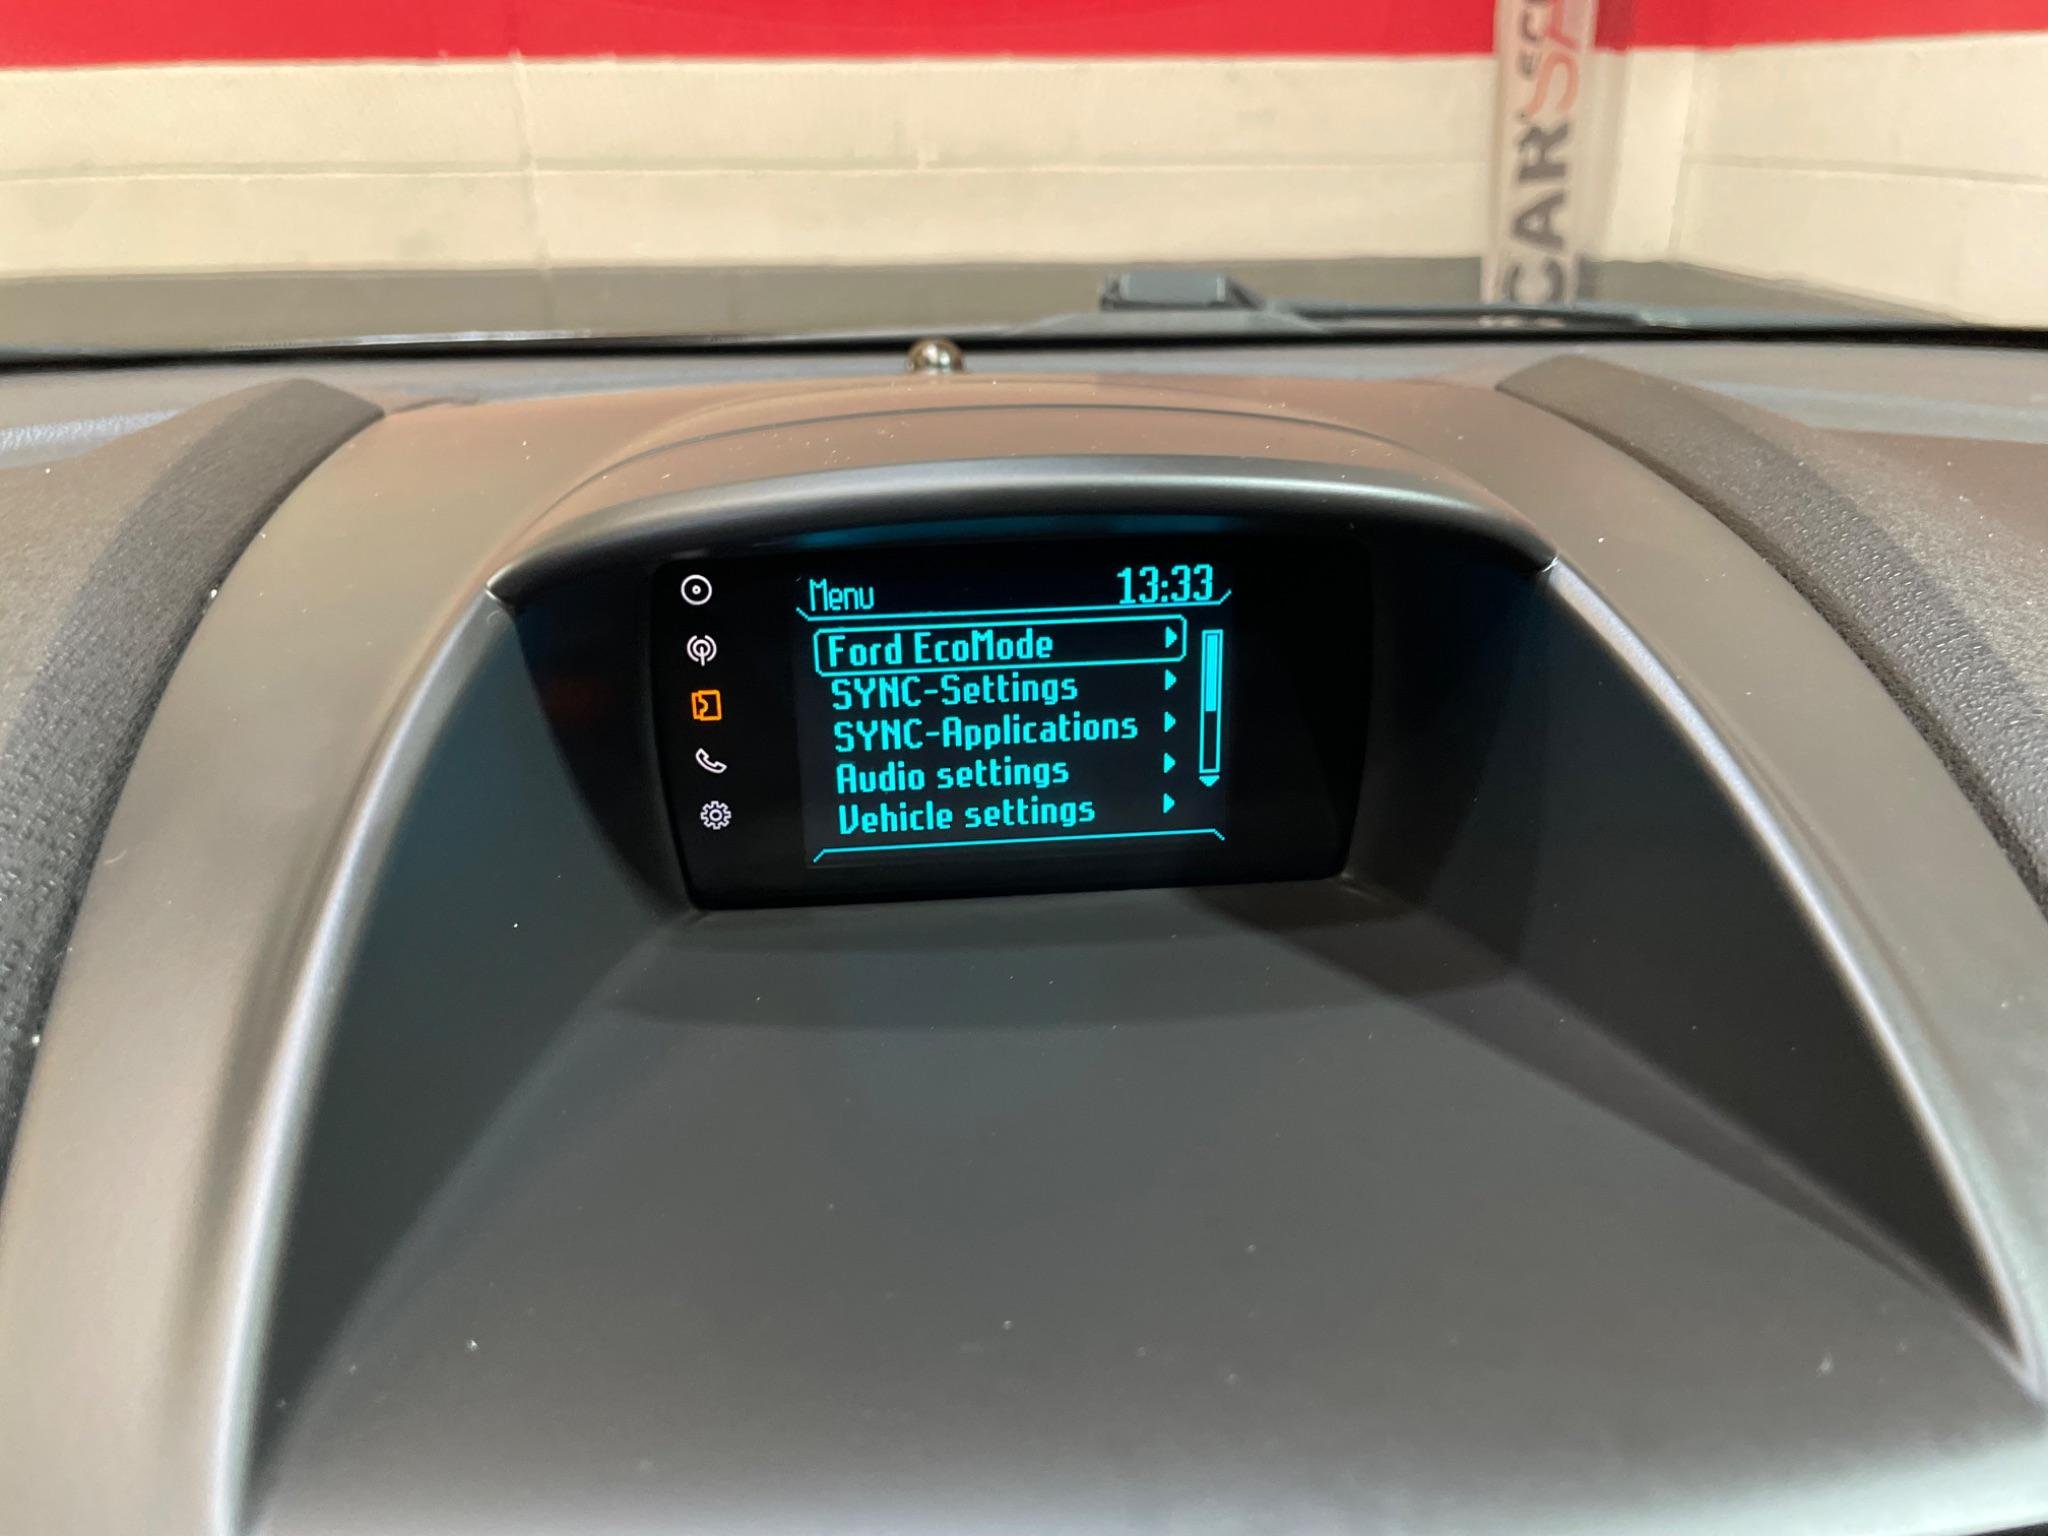 Menu 13:33
Ford EcoMode
SYNC-Settings
SYNC-Applications
Audio settings
Vehicle settings
CAR